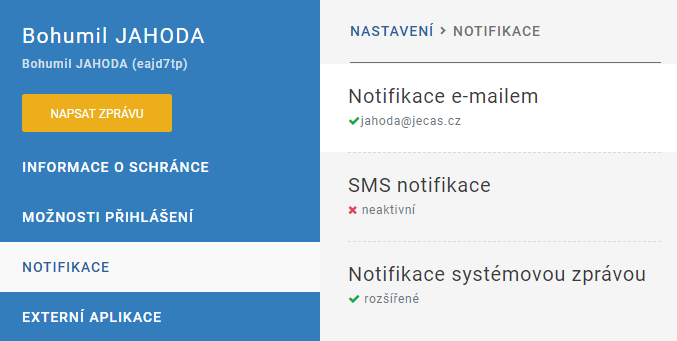 Bohumil JAHODA
Bohumil JAHODA (eajd7tp)
NAPSAT ZPRÁVU
INFORMACE O SCHRÁNCE
MOŽNOSTI PŘIHLÁŠENÍ
NOTIFIKACE
EXTERNÍ APLIKACE
NASTAVENÍ > NOTIFIKACE
Notifikace e-mailem
jahoda@jecas.cz
SMS notifikace
neaktivní
Notifikace systémovou zprávou
rozšířené